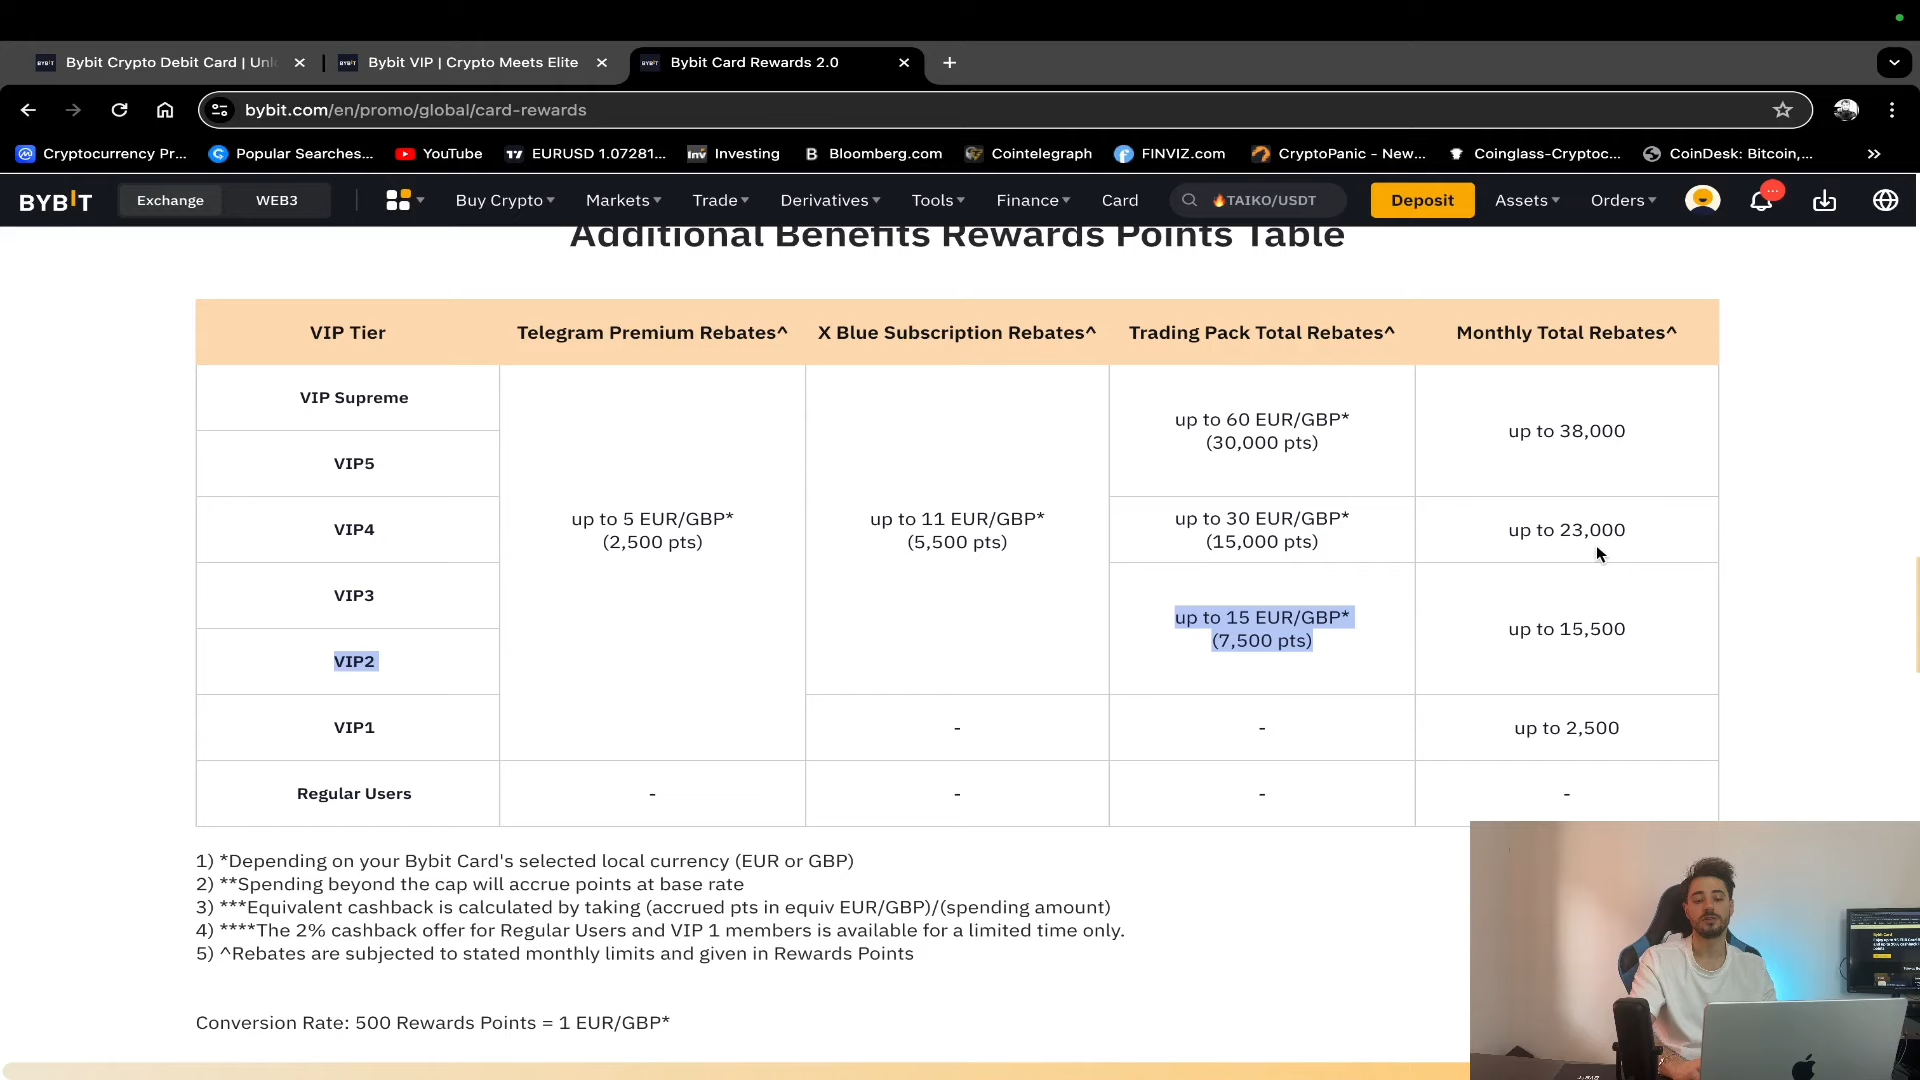 Bybit Crypto Debit Card | Unlo
Bybit VIP | Crypto Meets Elite
Bybit Card Rewards 2.0
bybit.com/en/promo/global/card-rewards
Cryptocurrency Pr...
Popular Searches...
YouTube
EURUSD 1.07281...
Investing
Bloomberg.com
Cointelegraph
FINVIZ.com
CryptoPanic - New...
Coinglass-Cryptoc...
CoinDesk: Bitcoin,...
BYBIT
Exchange
WEB3
Buy Crypto
Markets
Trade
Derivatives
Tools
Finance
Card
TAIKO/USDT
Deposit
Assets
Orders
Additional Benefits Rewards Points Table
VIP Tier
Telegram Premium Rebates^
X Blue Subscription Rebates^
Trading Pack Total Rebates^
Monthly Total Rebates^
VIP Supreme
VIP5
VIP4
VIP3
VIP2
VIP1
Regular Users
up to 5 EUR/GBP*
(2,500 pts)
-
up to 11 EUR/GBP*
(5,500 pts)
-
-
up to 60 EUR/GBP*
(30,000 pts)
up to 30 EUR/GBP*
(15,000 pts)
up to 15 EUR/GBP*
(7,500 pts)
-
-
up to 38,000
up to 23,000
up to 15,500
up to 2,500
-
1) *Depending on your Bybit Card's selected local currency (EUR or GBP)
2) **Spending beyond the cap will accrue points at base rate
3) ***Equivalent cashback is calculated by taking (accrued pts in equiv EUR/GBP)/(spending amount)
4) ****The 2% cashback offer for Regular Users and VIP 1 members is available for a limited time only.
5) ^Rebates are subjected to stated monthly limits and given in Rewards Points
Conversion Rate: 500 Rewards Points = 1 EUR/GBP*